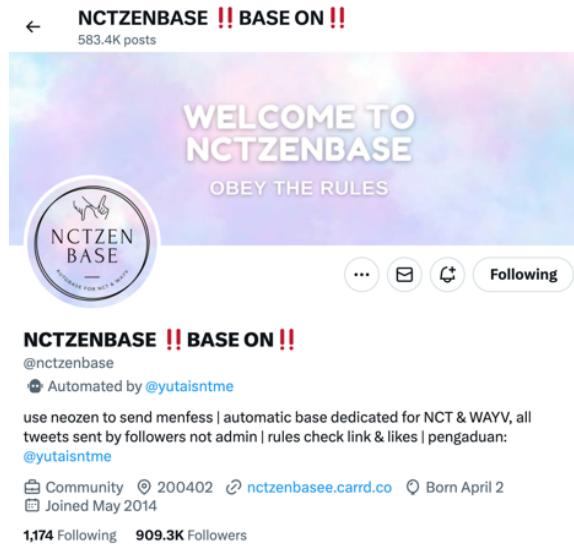 NCTZENBASE ‼️ BASE ON ‼️
583.4K posts
WELCOME TO
NCTZENBASE
OBEY THE RULES
NCTZEN
BASE
AUTOBASE FOR NCT & WAYV
Following
NCTZENBASE ‼️ BASE ON ‼️
@nctzenbase
Automated by @yutaisntme
use neozen to send menfess | automatic base dedicated for NCT & WAYV, all
tweets sent by followers not admin | rules check link & likes | pengaduan:
@yutaisntme
Community 200402 nctzenbasee.carrd.co Born April 2
Joined May 2014
1,174 Following 909.3K Followers